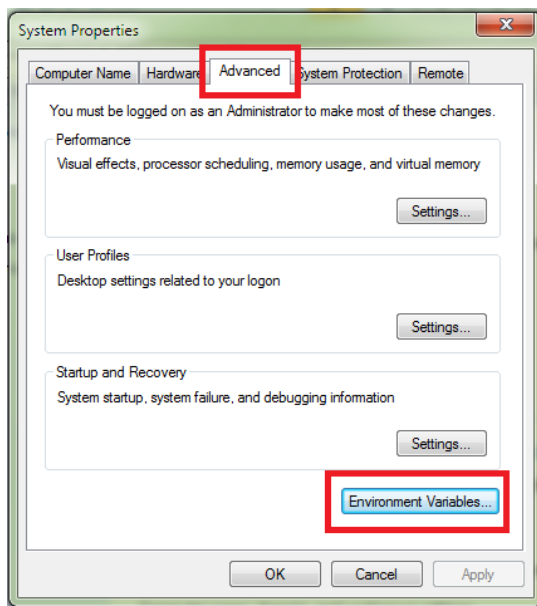 System Properties
Computer Name Hardware Advanced System Protection Remote
You must be logged on as an Administrator to make most of these changes.
Performance
Visual effects, processor scheduling, memory usage, and virtual memory
Settings...
User Profiles
Desktop settings related to your logon
Settings...
Startup and Recovery
System startup, system failure, and debugging information
Settings...
Environment Variables...
OK Cancel Apply